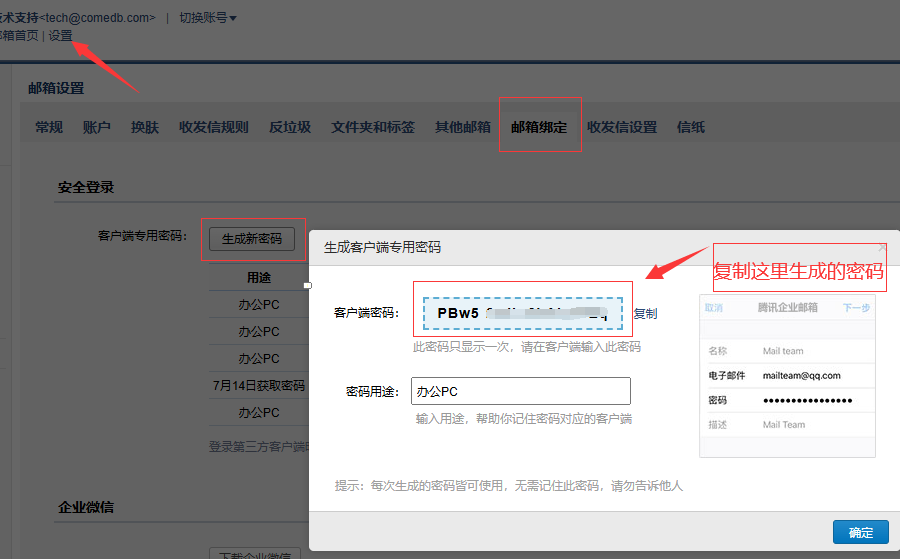 技术支持<tech@comedb.com> | 切换账号
邮箱首页 | 设置
邮箱设置
常规 账户 换肤 收发信规则 反垃圾 文件夹和标签 其他邮箱 邮箱绑定 收发信设置 信纸
安全登录
客户端专用密码: 生成新密码
用途
办公PC
办公PC
办公PC
7月14日获取密码
办公PC
登录第三方客户端
企业微信
下载企业微信
生成客户端专用密码
复制这里生成的密码
客户端密码: PBw5 复制
此密码只显示一次，请在客户端输入此密码
密码用途: 办公PC
输入用途，帮助你记住密码对应的客户端
取消 腾讯企业邮箱 下一步
名称 Mail team
电子邮件 mailteam@qq.com
密码 ●●●●●●●●●●●●●●●
描述 Mail Team
提示: 每次生成的密码皆可使用，无需记住此密码，请勿告诉他人
确定